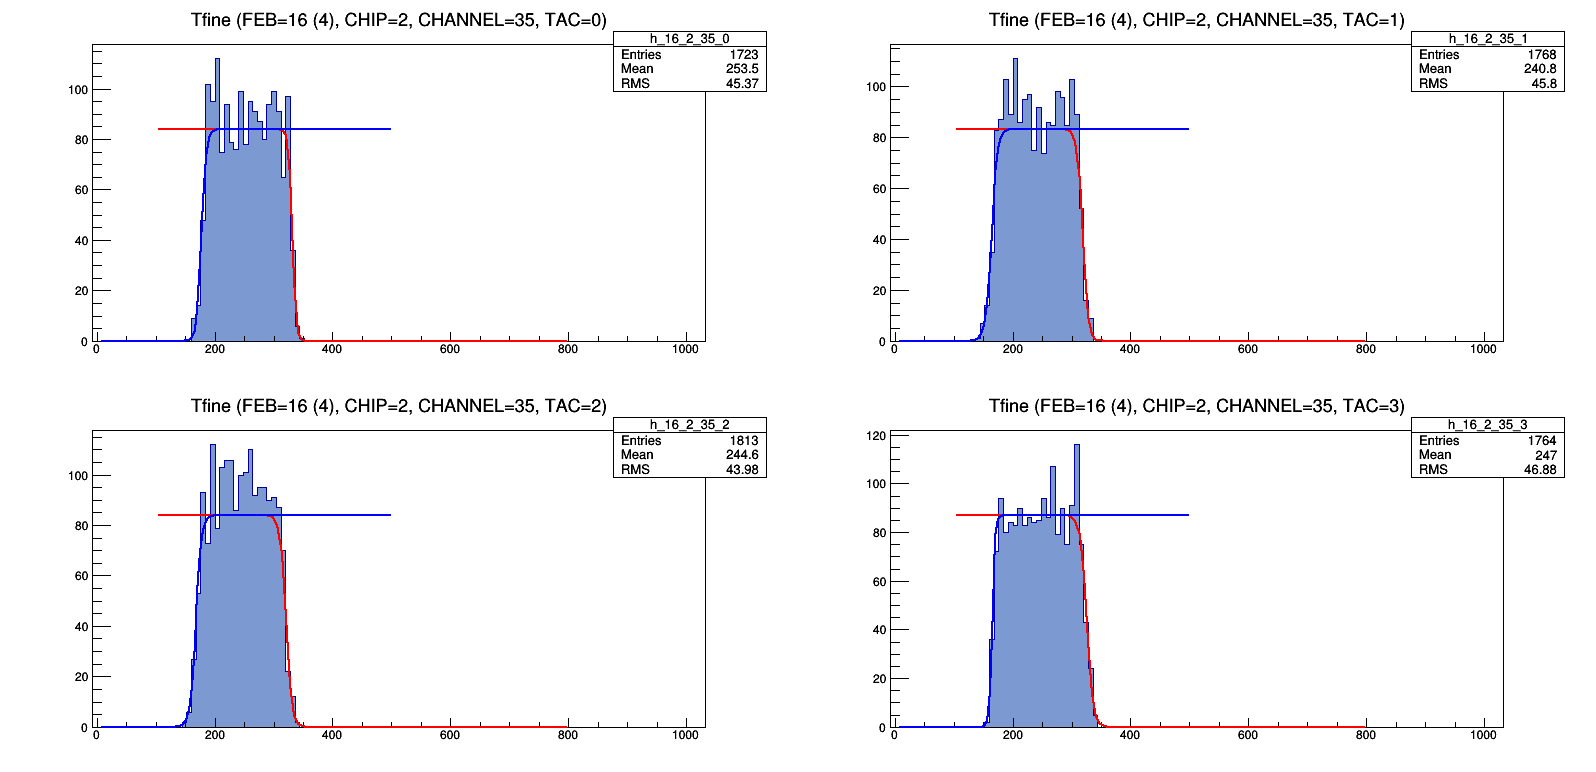 Tfine (FEB=16 (4), CHIP=2, CHANNEL=35, TAC=0)
h_16_2_35_0
Entries 1723
Mean 253.5
RMS 45.37
100
80
60
40
20
0
0 200 400 600 800 1000
Tfine (FEB=16 (4), CHIP=2, CHANNEL=35, TAC=1)
h_16_2_35_1
Entries 1768
Mean 240.8
RMS 45.8
100
80
60
40
20
0
0 200 400 600 800 1000
Tfine (FEB=16 (4), CHIP=2, CHANNEL=35, TAC=2)
h_16_2_35_2
Entries 1813
Mean 244.6
RMS 43.98
100
80
60
40
20
0
0 200 400 600 800 1000
Tfine (FEB=16 (4), CHIP=2, CHANNEL=35, TAC=3)
h_16_2_35_3
Entries 1764
Mean 247
RMS 46.88
120
100
80
60
40
20
0
0 200 400 600 800 1000